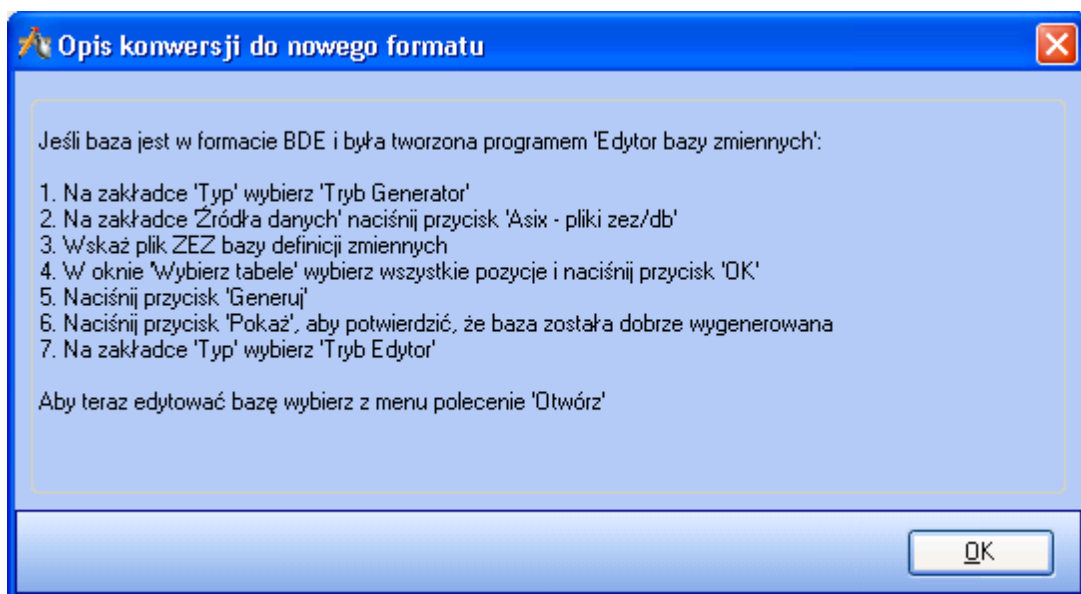 Opis konwersji do nowego formatu
Jeśli baza jest w formacie BDE i była tworzona programem 'Edytor bazy zmiennych':
1. Na zakładce 'Typ' wybierz 'Tryb Generator'
2. Na zakładce 'Źródła danych' naciśnij przycisk 'Asix - pliki zez/db'
3. Wskaż plik ZEZ bazy definicji zmiennych
4. W oknie 'Wybierz tabele' wybierz wszystkie pozycje i naciśnij przycisk 'OK'
5. Naciśnij przycisk 'Generuj'
6. Naciśnij przycisk 'Pokaż', aby potwierdzić, że baza została dobrze wygenerowana
7. Na zakładce 'Typ' wybierz 'Tryb Edytor'
Aby teraz edytować bazę wybierz z menu polecenie 'Otwórz'
OK